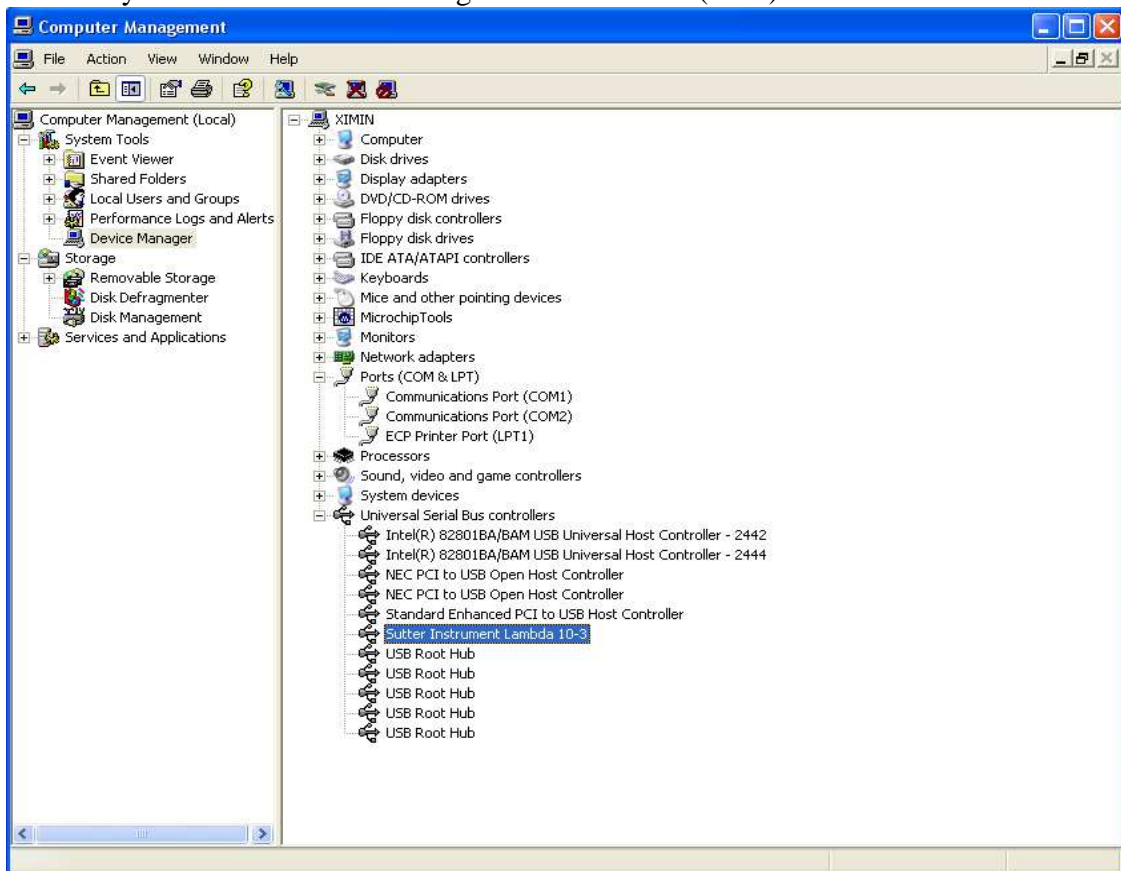 Computer Management
File Action View Window Help
Computer Management (Local)
System Tools
Event Viewer
Shared Folders
Local Users and Groups
Performance Logs and Alerts
Device Manager
Storage
Removable Storage
Disk Defragmenter
Disk Management
Services and Applications
XIMIN
Computer
Disk drives
Display adapters
DVD/CD-ROM drives
Floppy disk controllers
Floppy disk drives
IDE ATA/ATAPI controllers
Keyboards
Mice and other pointing devices
MicrochipTools
Monitors
Network adapters
Ports (COM & LPT)
Communications Port (COM1)
Communications Port (COM2)
ECP Printer Port (LPT1)
Processors
Sound, video and game controllers
System devices
Universal Serial Bus controllers
Intel(R) 82801BA/BAM USB Universal Host Controller - 2442
Intel(R) 82801BA/BAM USB Universal Host Controller - 2444
NEC PCI to USB Open Host Controller
NEC PCI to USB Open Host Controller
Standard Enhanced PCI to USB Host Controller
Sutter Instrument Lambda 10-3
USB Root Hub
USB Root Hub
USB Root Hub
USB Root Hub
USB Root Hub